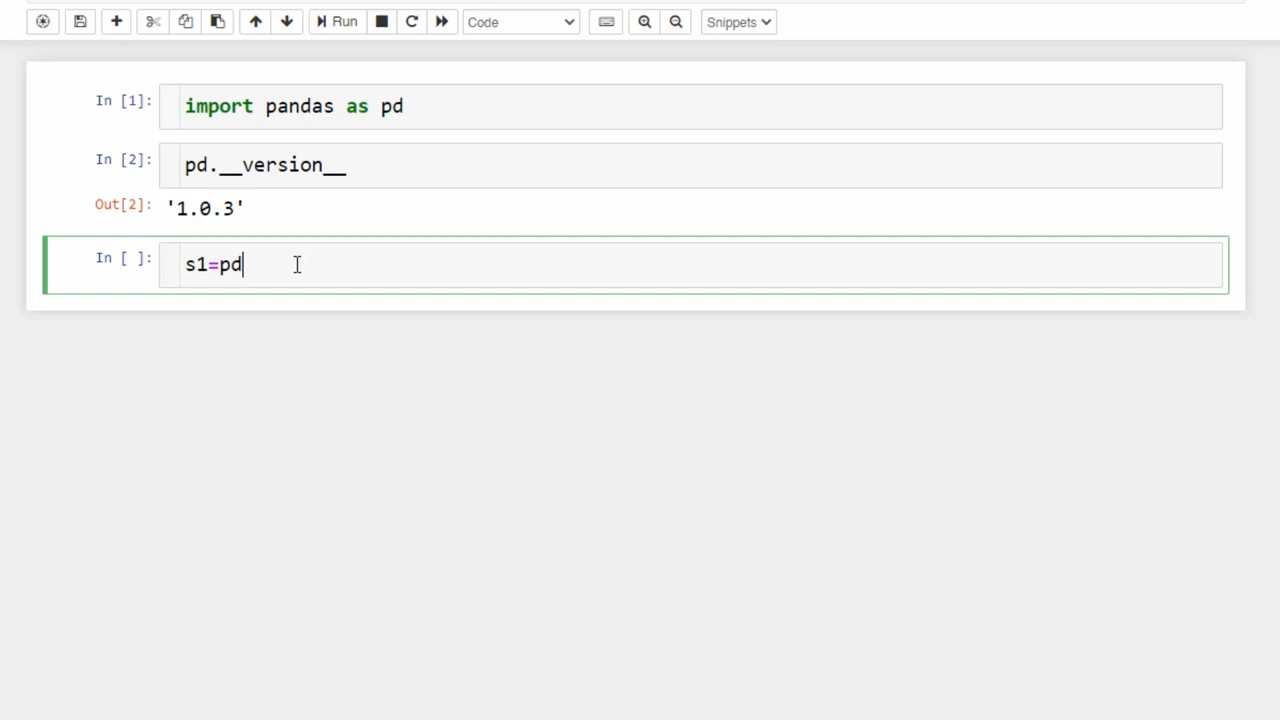 Run Code Snippets
In [1]: import pandas as pd
In [2]: pd.__version__
Out[2]: '1.0.3'
In [ ]: s1=pd